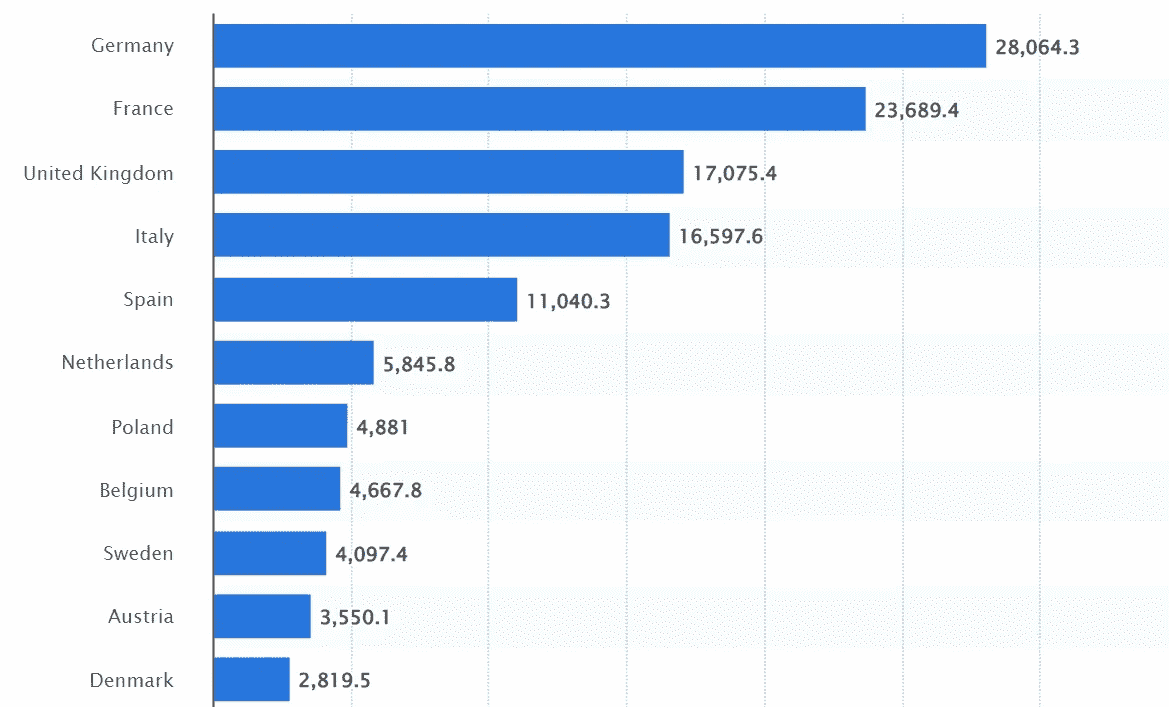 Germany 28,064.3
France 23,689.4
United Kingdom 17,075.4
Italy 16,597.6
Spain 11,040.3
Netherlands 5,845.8
Poland 4,881
Belgium 4,667.8
Sweden 4,097.4
Austria 3,550.1
Denmark 2,819.5